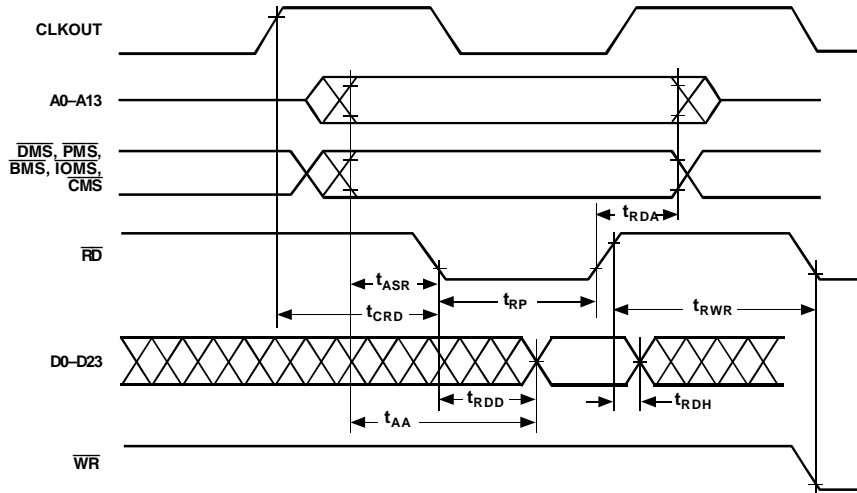 CLKOUT
A0–A13
DMS, PMS,
BMS, IOMS,
CMS
tRDA
RD
tASR
tRP
tCRD
tRWR
D0–D23
tRDD
tRDH
tAA
WR